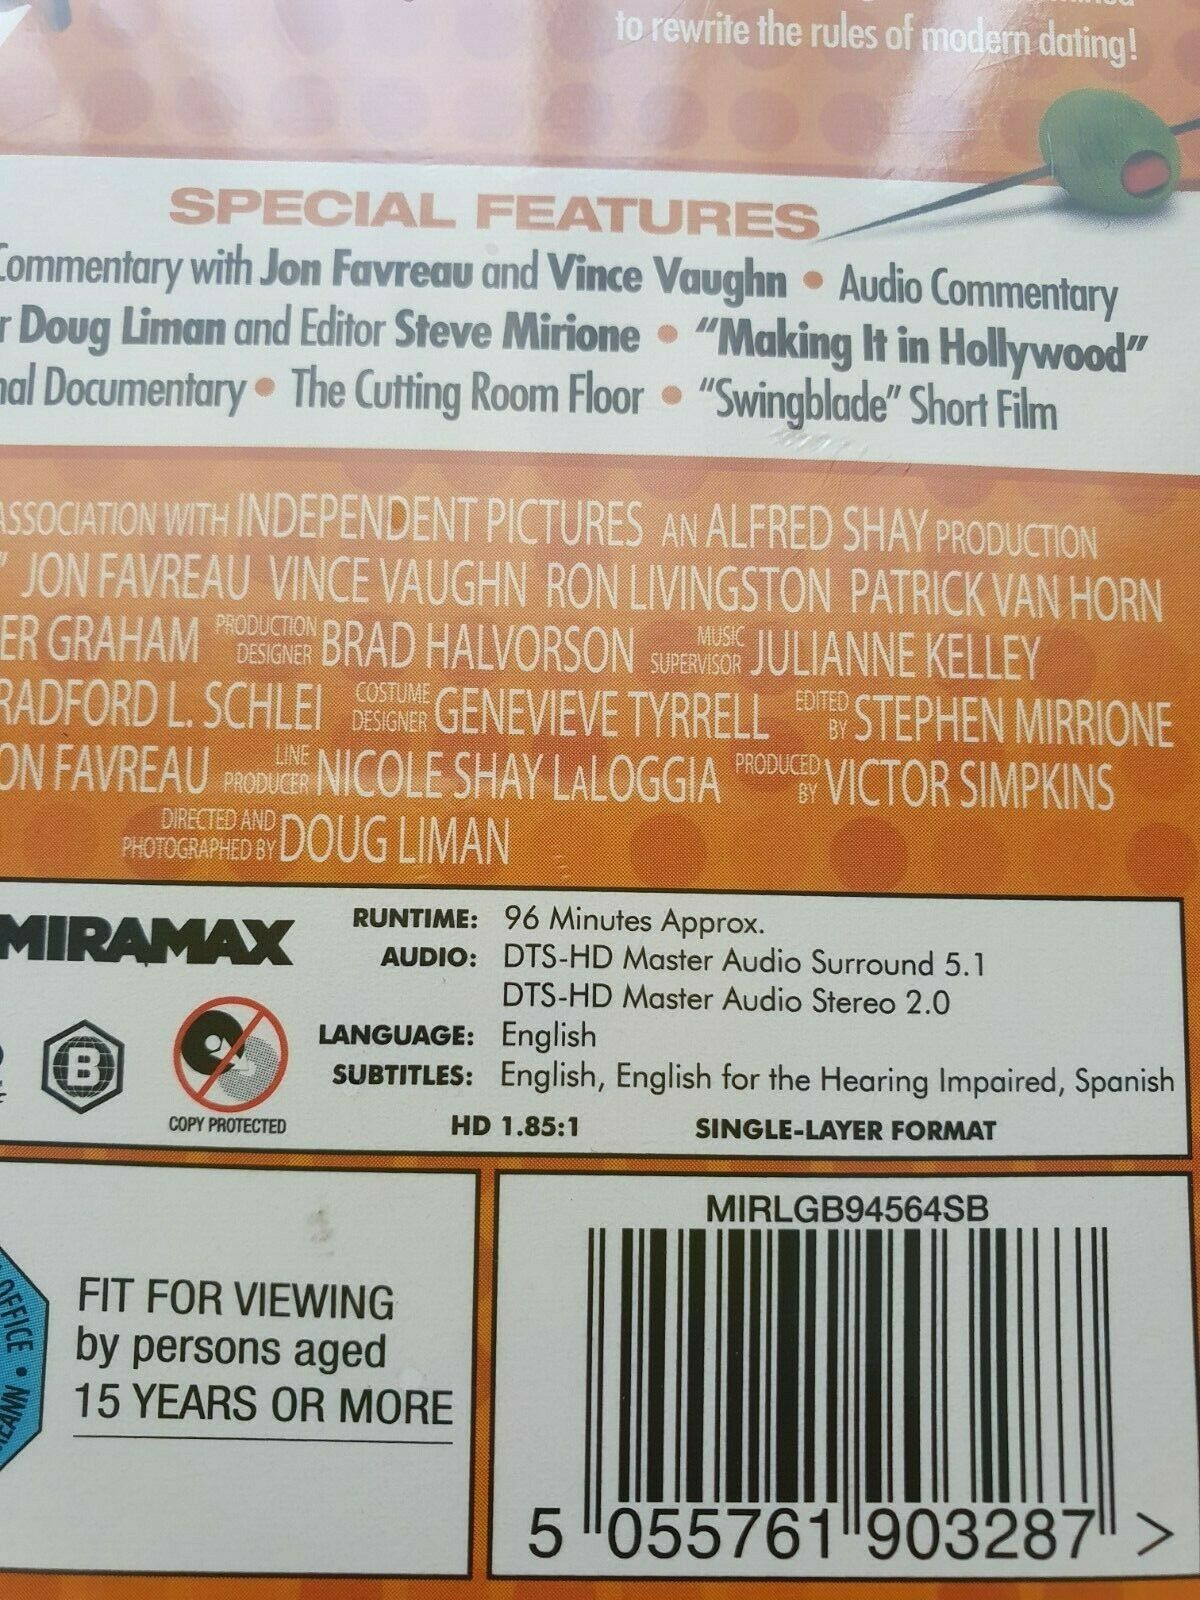 to rewrite the rules of modern dating!
SPECIAL FEATURES
Commentary with Jon Favreau and Vince Vaughn • Audio Commentary
r Doug Liman and Editor Steve Mirione • “Making It in Hollywood”
nal Documentary • The Cutting Room Floor • “Swingblade” Short Film
ASSOCIATION WITH INDEPENDENT PICTURES AN ALFRED SHAY PRODUCTION
” JON FAVREAU VINCE VAUGHN RON LIVINGSTON PATRICK VAN HORN
ER GRAHAM PRODUCTION DESIGNER BRAD HALVORSON MUSIC SUPERVISOR JULIANNE KELLEY
RADFORD L. SCHLEI COSTUME DESIGNER GENEVIEVE TYRRELL EDITED BY STEPHEN MIRRIONE
ON FAVREAU LINE PRODUCER NICOLE SHAY LALOGGIA PRODUCED BY VICTOR SIMPKINS
DIRECTED AND PHOTOGRAPHED BY DOUG LIMAN
MIRAMAX
RUNTIME: 96 Minutes Approx.
AUDIO: DTS-HD Master Audio Surround 5.1
DTS-HD Master Audio Stereo 2.0
LANGUAGE: English
SUBTITLES: English, English for the Hearing Impaired, Spanish
B
COPY PROTECTED
HD 1.85:1 SINGLE-LAYER FORMAT
OFFICE •
FIT FOR VIEWING
by persons aged
15 YEARS OR MORE
MIRLGB94564SB
5 055761 903287 >